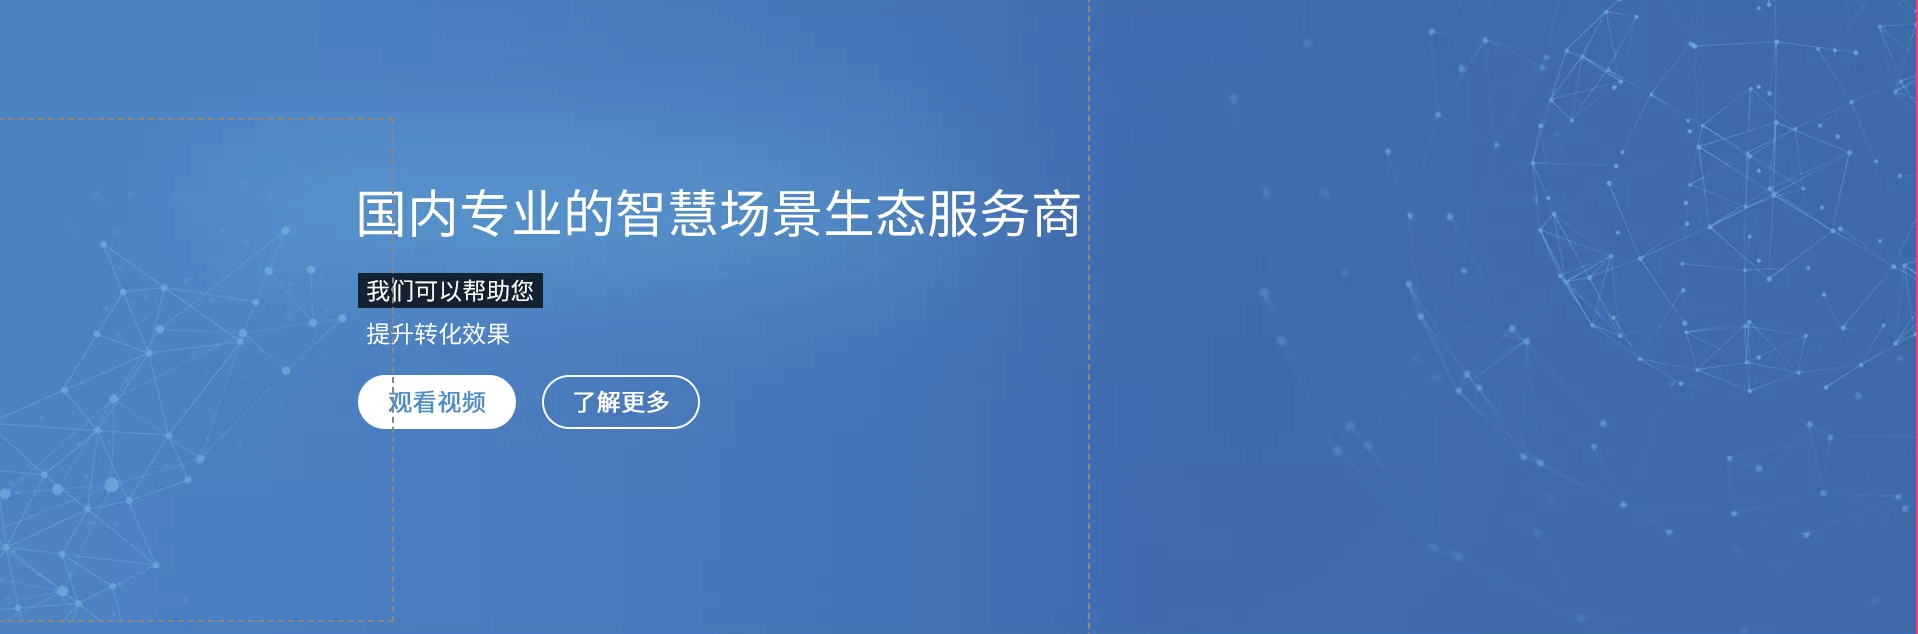 国内专业的智慧场景生态服务商
我们可以帮助您
提升转化效果
观看视频
了解更多